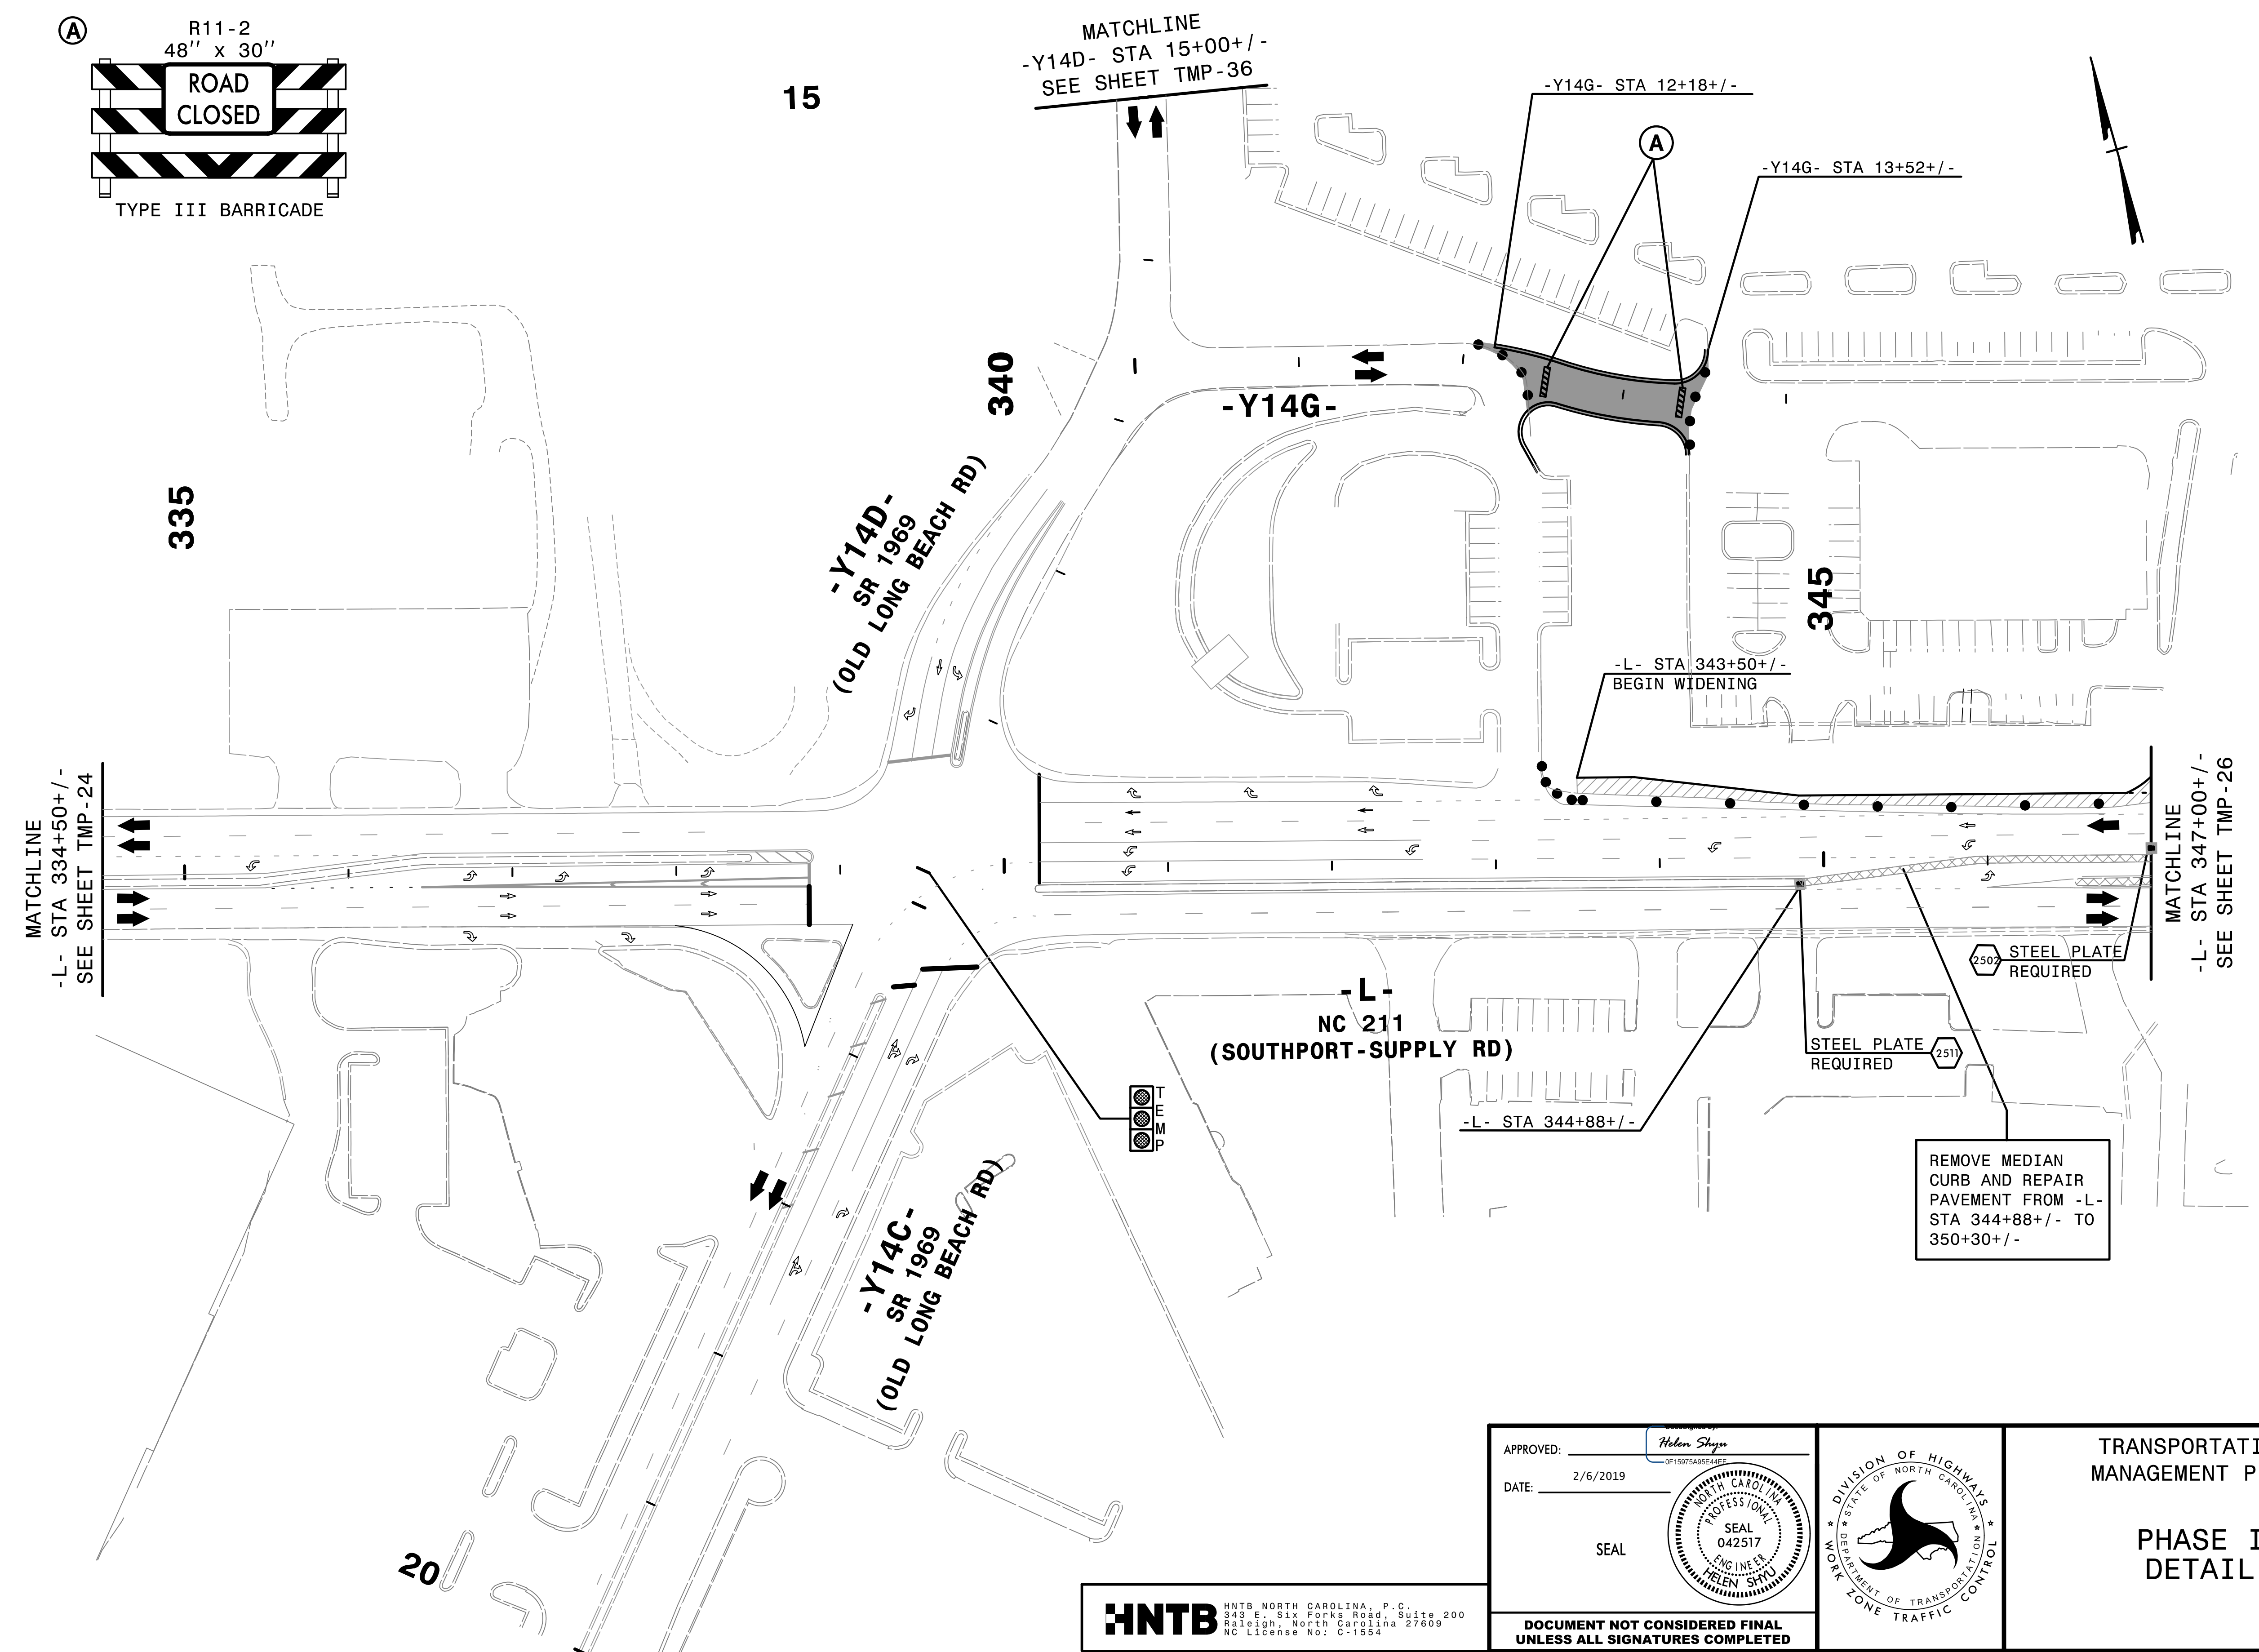 A
R11-2
48'' x 30''
ROAD
CLOSED
TYPE III BARRICADE
15
MATCHLINE
-Y14D- STA 15+00+/-
SEE SHEET TMP-36
-Y14G- STA 12+18+/-
A
-Y14G- STA 13+52+/-
335
340
-Y14G-
-Y14D-
SR 1969
(OLD LONG BEACH RD)
345
-L- STA 343+50+/-
BEGIN WIDENING
MATCHLINE
-L- STA 334+50+/-
SEE SHEET TMP-24
MATCHLINE
-L- STA 347+00+/-
SEE SHEET TMP-26
2502
STEEL PLATE
REQUIRED
-L-
NC 211
(SOUTHPORT-SUPPLY RD)
STEEL PLATE
REQUIRED
2511
TEMP
-L- STA 344+88+/-
REMOVE MEDIAN
CURB AND REPAIR
PAVEMENT FROM -L-
STA 344+88+/- TO
350+30+/-
-Y14C-
SR 1969
(OLD LONG BEACH RD)
20
HNTB
HNTB NORTH CAROLINA, P.C.
343 E. Six Forks Road, Suite 200
Raleigh, North Carolina 27609
NC License No: C-1554
APPROVED:
Helen Shyu
0F15975A95E44EF
DATE:
2/6/2019
SEAL
NORTH CAROLINA
PROFESSIONAL
SEAL
042517
ENGINEER
HELEN SHYU
DOCUMENT NOT CONSIDERED FINAL
UNLESS ALL SIGNATURES COMPLETED
DIVISION OF HIGHWAYS
STATE OF NORTH CAROLINA
DEPARTMENT OF TRANSPORTATION
WORK ZONE TRAFFIC CONTROL
TRANSPORTATI
MANAGEMENT P
PHASE I
DETAIL